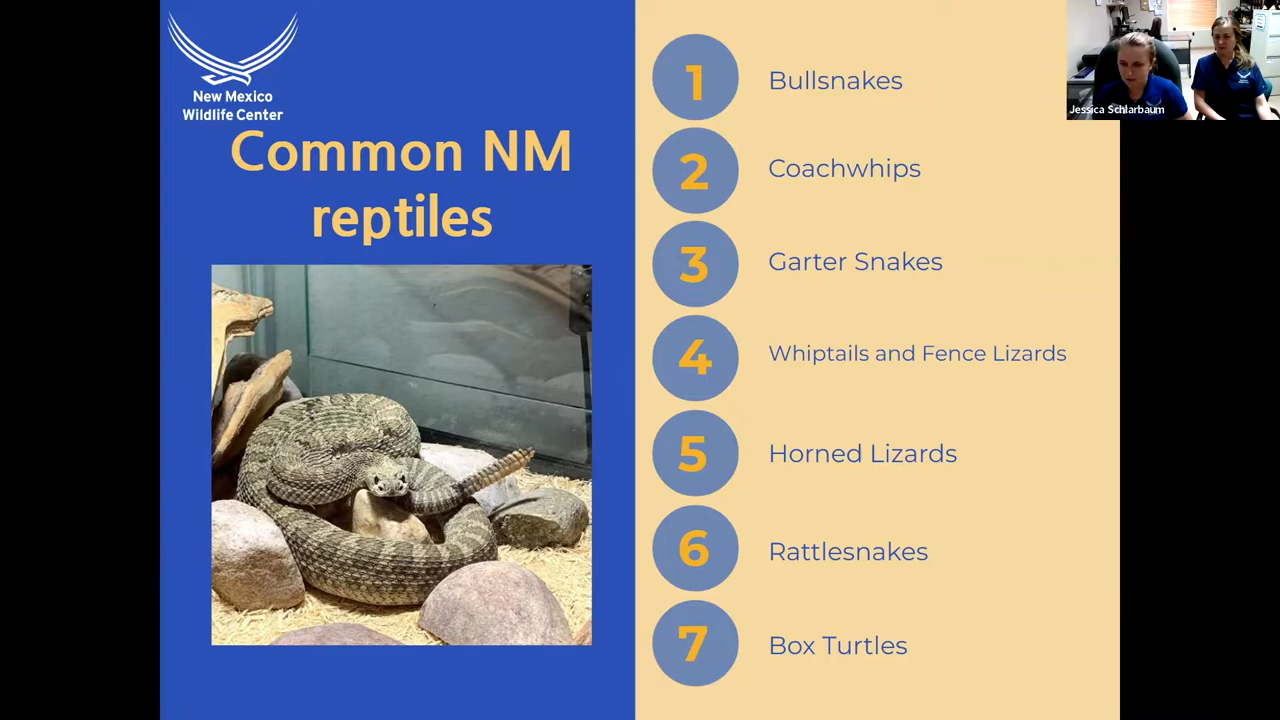 New Mexico
Wildlife Center
Common NM
reptiles
1 Bullsnakes
2 Coachwhips
3 Garter Snakes
4 Whiptails and Fence Lizards
5 Horned Lizards
6 Rattlesnakes
7 Box Turtles
Jessica Schlarbaum